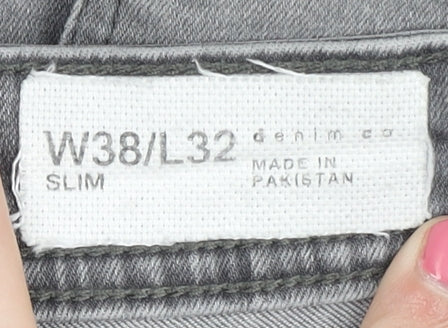 W38/L32
SLIM
denim co
MADE IN
PAKISTAN